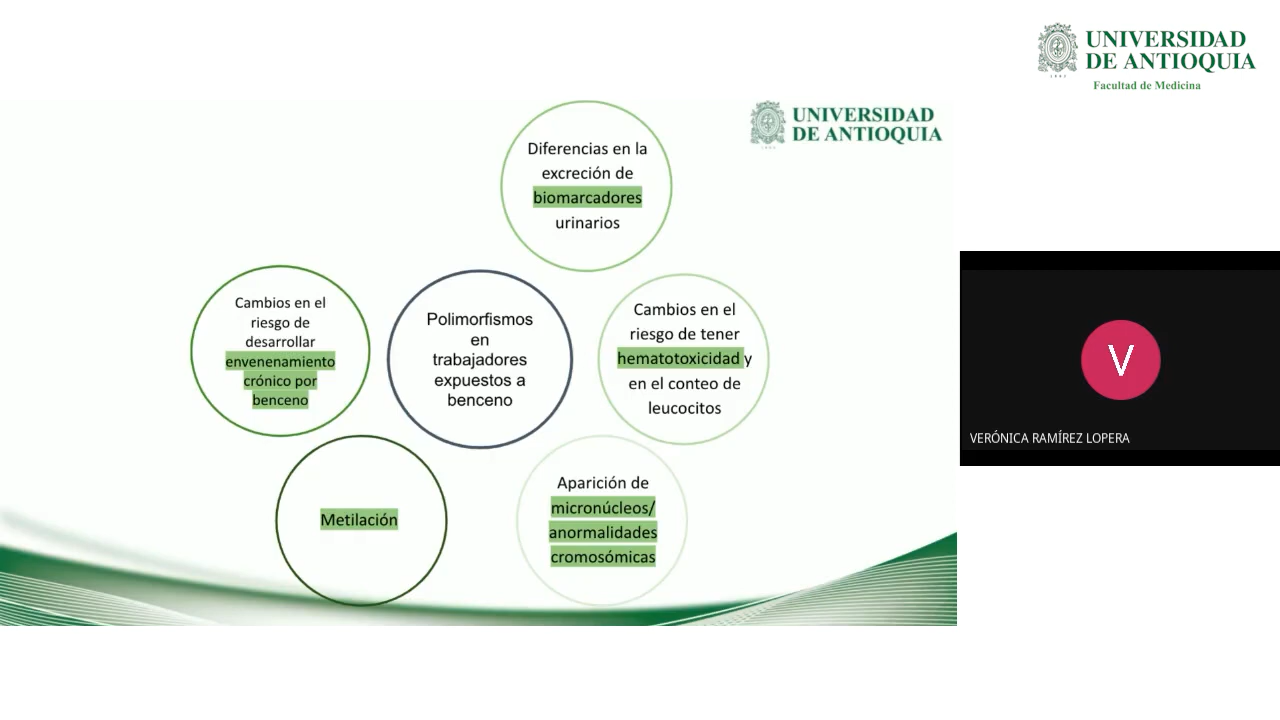 UNIVERSIDAD
DE ANTIOQUIA
Facultad de Medicina
UNIVERSIDAD
DE ANTIOQUIA
Diferencias en la
excreción de
biomarcadores
urinarios
Cambios en el
riesgo de
desarrollar
envenenamiento
crónico por
benceno
Polimorfismos
en
trabajadores
expuestos a
benceno
Cambios en el
riesgo de tener
hematotoxicidad y
en el conteo de
leucocitos
Metilación
Aparición de
micronúcleos/
anormalidades
cromosómicas
V
VERÓNICA RAMÍREZ LOPERA